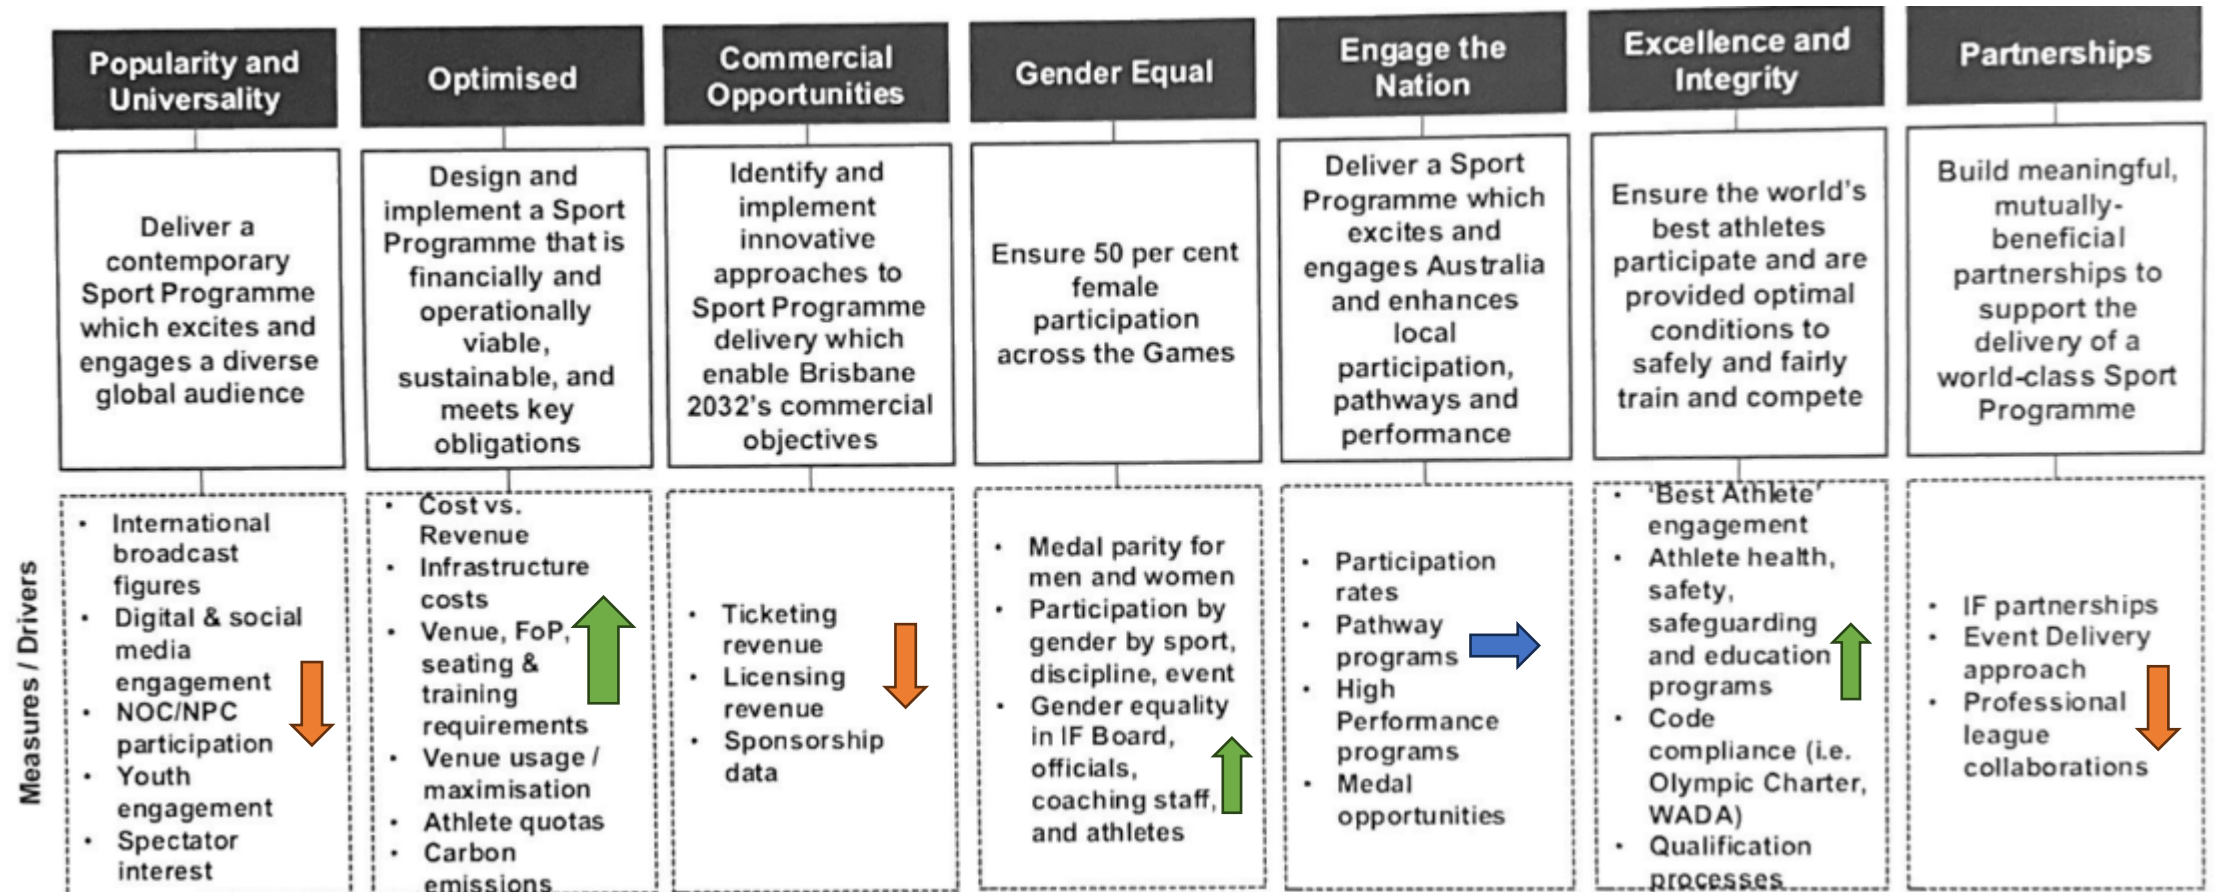 Popularity and
Universality
Deliver a
contemporary
Sport Programme
which excites and
engages a diverse
global audience
International
broadcast
figures
Digital & social
media
engagement
NOC/NPC
participation
Youth
engagement
Spectator
interest
Optimised
Design and
implement a Sport
Programme that is
financially and
operationally
viable,
sustainable, and
meets key
obligations
Cost vs.
Revenue
Infrastructure
costs
Venue, FoP,
seating &
training
requirements
Venue usage /
maximisation
Athlete quotas
Carbon
emissions
Commercial
Opportunities
Identify and
implement
innovative
approaches to
Sport Programme
delivery which
enable Brisbane
2032's commercial
objectives
Ticketing
revenue
Licensing
revenue
Sponsorship
data
Gender Equal
Ensure 50 per cent
female
participation
across the Games
Medal parity for
men and women
Participation by
gender by sport,
discipline, event
Gender equality
in IF Board,
officials,
coaching staff,
and athletes
Engage the
Nation
Deliver a Sport
Programme which
excites and
engages Australia
and enhances
local
participation,
pathways and
performance
Participation
rates
Pathway
programs
High
Performance
programs
Medal
opportunities
Excellence and
Integrity
Ensure the world's
best athletes
participate and are
provided optimal
conditions to
safely and fairly
train and compete
'Best Athlete'
engagement
Athlete health,
safety,
safeguarding
and education
programs
Code
compliance (i.e.
Olympic Charter,
WADA)
Qualification
processes
Partnerships
Build meaningful,
mutually-
beneficial
partnerships to
support the
delivery of a
world-class Sport
Programme
IF partnerships
Event Delivery
approach
Professional
league
collaborations
Measures / Drivers